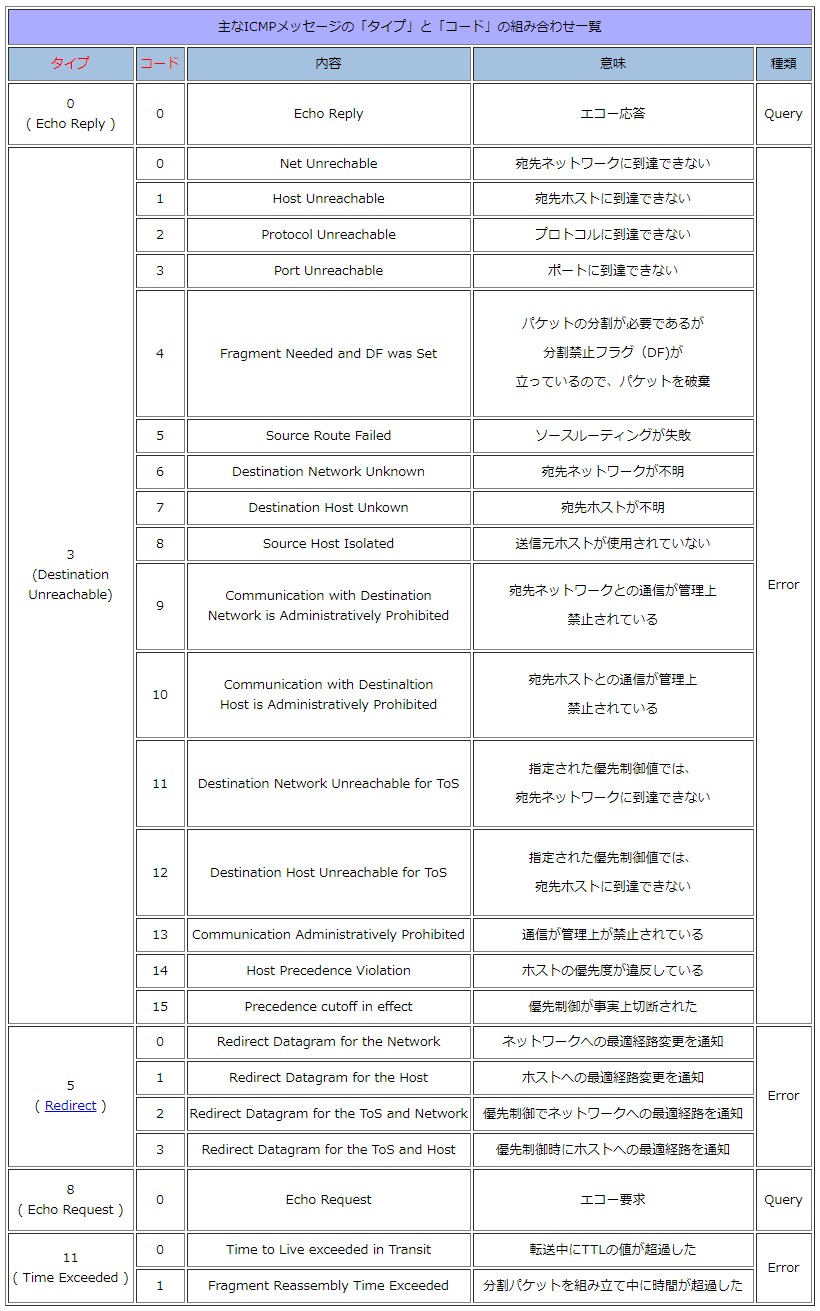 主なICMPメッセージの「タイプ」と「コード」の組み合わせ一覧
タイプ コード 内容 意味 種類
0
( Echo Reply )
0 Echo Reply エコー応答 Query
3
(Destination
Unreachable)
0 Net Unrechable 宛先ネットワークに到達できない
1 Host Unreachable 宛先ホストに到達できない
2 Protocol Unreachable プロトコルに到達できない
3 Port Unreachable ポートに到達できない
4 Fragment Needed and DF was Set
パケットの分割が必要であるが
分割禁止フラグ（DF)が
立っているので、パケットを破棄
5 Source Route Failed ソースルーティングが失敗
6 Destination Network Unknown 宛先ネットワークが不明
7 Destination Host Unkown 宛先ホストが不明
8 Source Host Isolated 送信元ホストが使用されていない
9
Communication with Destination
Network is Administratively Prohibited
宛先ネットワークとの通信が管理上
禁止されている
10
Communication with Destinaltion
Host is Administratively Prohibited
宛先ホストとの通信が管理上
禁止されている
11 Destination Network Unreachable for ToS
指定された優先制御値では、
宛先ネットワークに到達できない
12 Destination Host Unreachable for ToS
指定された優先制御値では、
宛先ホストに到達できない
13 Communication Administratively Prohibited 通信が管理上が禁止されている
14 Host Precedence Violation ホストの優先度が違反している
15 Precedence cutoff in effect 優先制御が事実上切断された
Error
5
( Redirect )
0 Redirect Datagram for the Network ネットワークへの最適経路変更を通知
1 Redirect Datagram for the Host ホストへの最適経路変更を通知
2 Redirect Datagram for the ToS and Network 優先制御でネットワークへの最適経路を通知
3 Redirect Datagram for the ToS and Host 優先制御時にホストへの最適経路を通知
Error
8
( Echo Request )
0 Echo Request エコー要求 Query
11
( Time Exceeded )
0 Time to Live exceeded in Transit 転送中にTTLの値が超過した
1 Fragment Reassembly Time Exceeded 分割パケットを組み立て中に時間が超過した
Error